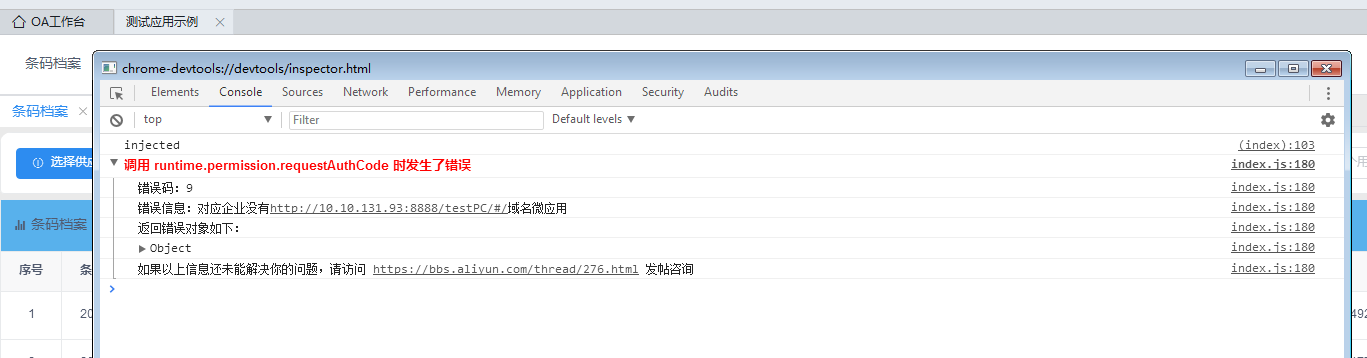 OA工作台 测试应用示例
条码档案
chrome-devtools://devtools/inspector.html
Elements Console Sources Network Performance Memory Application Security Audits
条码档案
top Filter Default levels
injected (index):103
选择供
调用 runtime.permission.requestAuthCode 时发生了错误 index.js:180
错误码：9 index.js:180
错误信息：对应企业没有http://10.10.131.93:8888/testPC/#/域名微应用 index.js:180
条码档案
返回错误对象如下： index.js:180
Object index.js:180
序号 条
如果以上信息还未能解决你的问题，请访问 https://bbs.aliyun.com/thread/276.html 发帖咨询 index.js:180
1 20 492